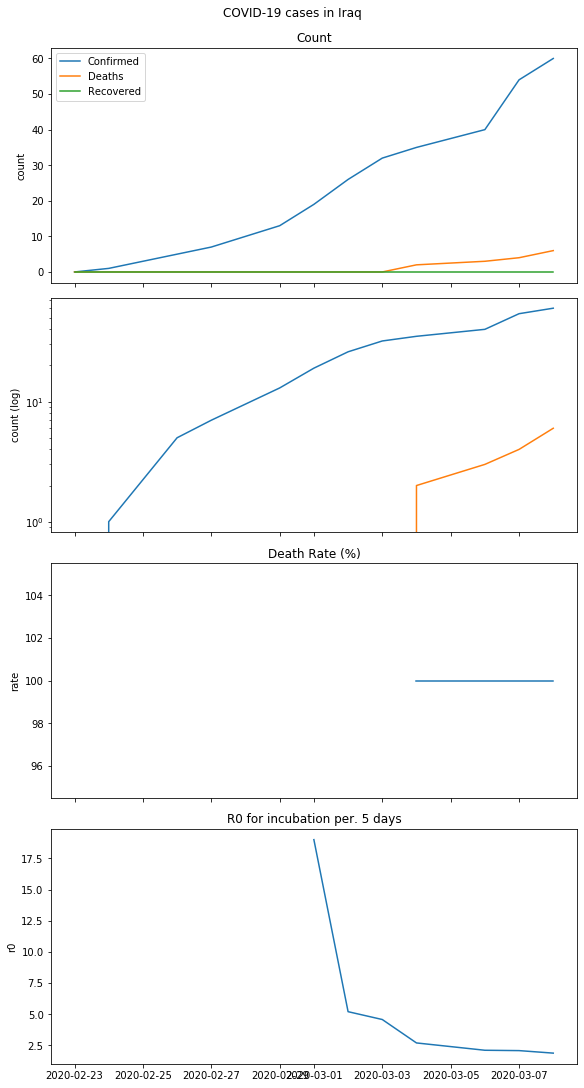 COVID-19 cases in Iraq
Count
Confirmed
Deaths
Recovered
60
50
40
30
20
10
0
count
10¹
10⁰
count (log)
Death Rate (%)
104
102
100
98
96
rate
R0 for incubation per. 5 days
17.5
15.0
12.5
10.0
7.5
5.0
2.5
r0
2020-02-23 2020-02-25 2020-02-27 2020-02-29 2020-03-01 2020-03-03 2020-03-05 2020-03-07